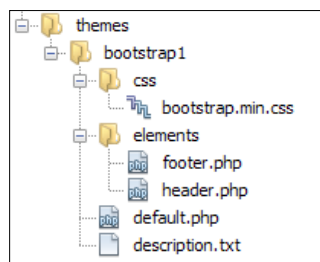 themes
bootstrap1
css
bootstrap.min.css
elements
footer.php
header.php
default.php
description.txt